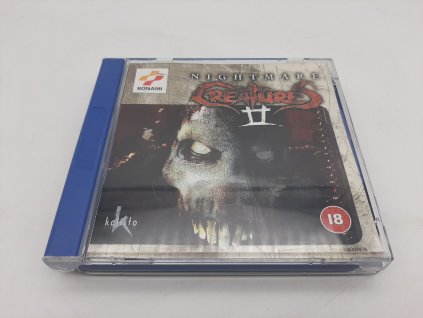 KONAMI
NIGHTMARE
CREATURES
II
kalisto
18